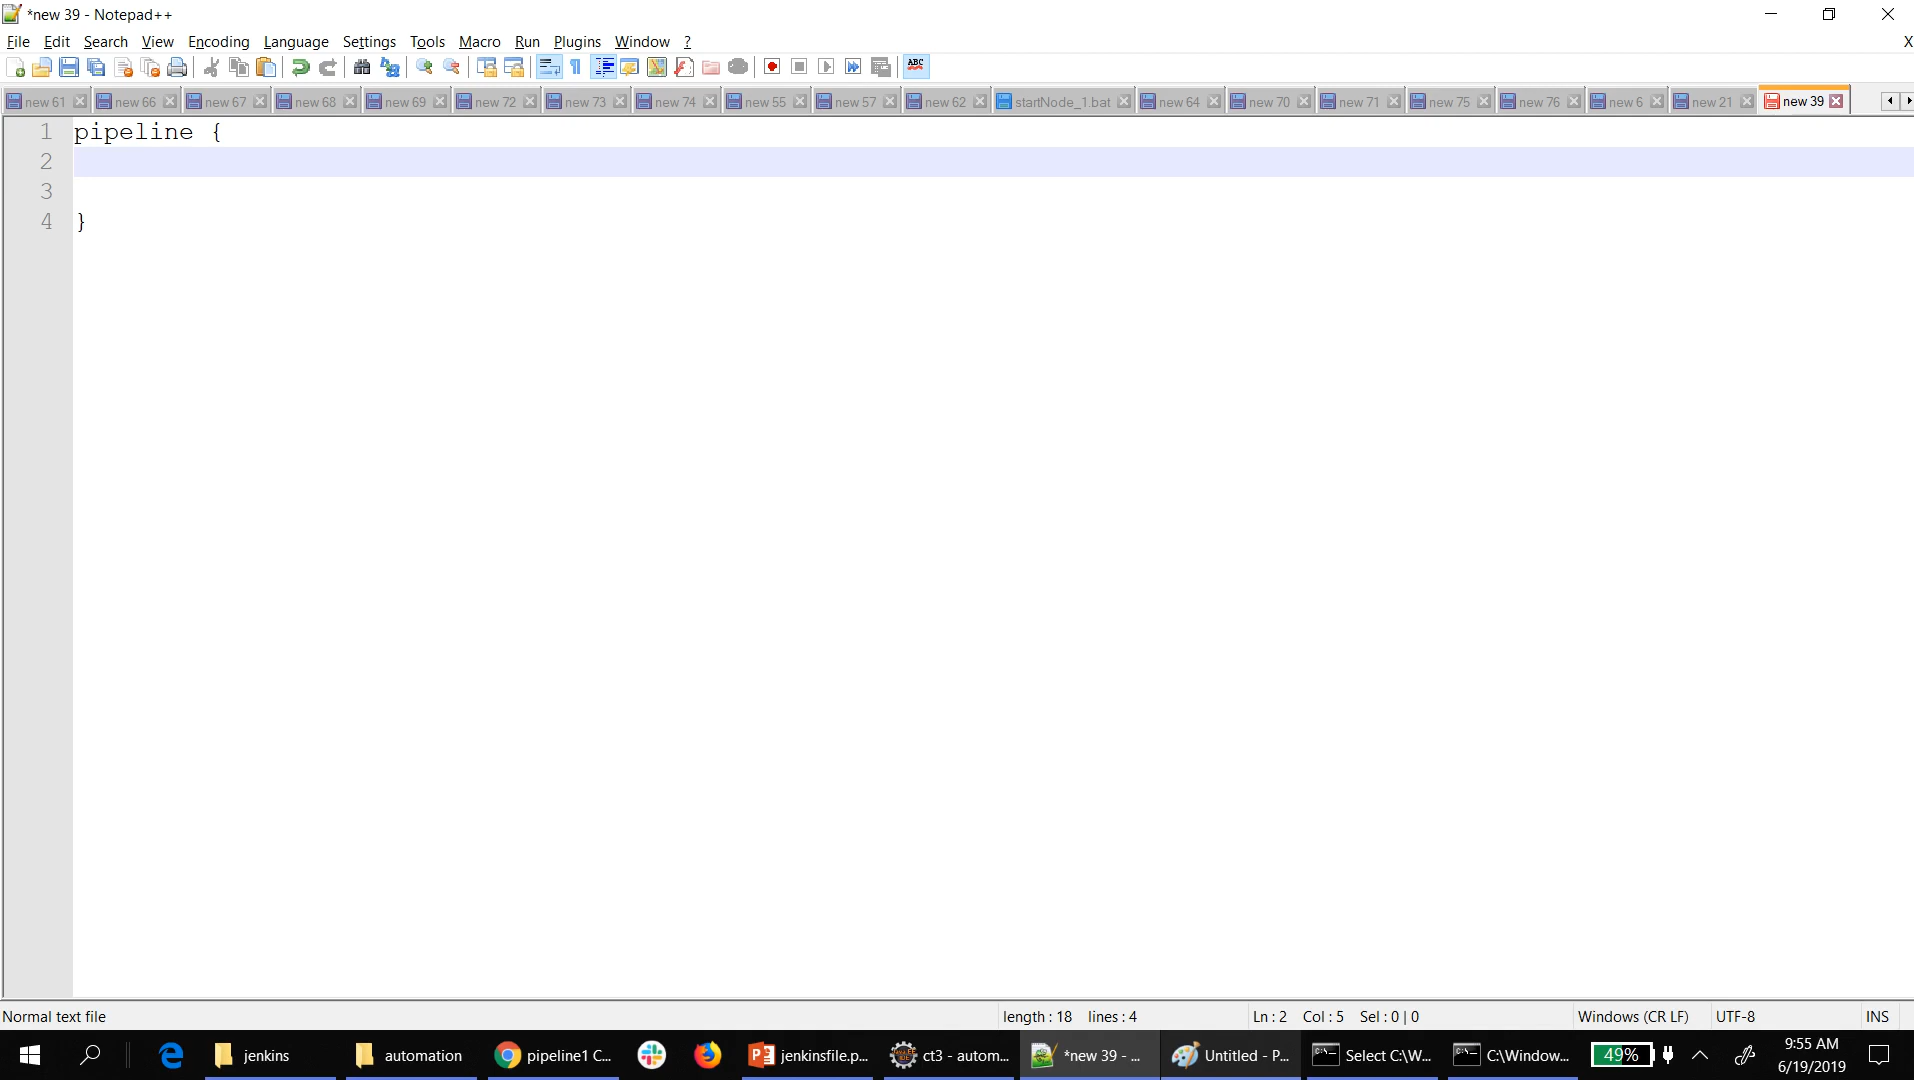 *new 39 - Notepad++
File Edit Search View Encoding Language Settings Tools Macro Run Plugins Window ? X
ABC
new 61 new 66 new 67 new 68 new 69 new 72 new 73 new 74 new 55 new 57 new 62 startNode_1.bat new 64 new 70 new 71 new 75 new 76 new 6 new 21 new 39
1 pipeline {
2
3
4 }
Normal text file length : 18 lines : 4 Ln : 2 Col : 5 Sel : 0 | 0 Windows (CR LF) UTF-8 INS
jenkins automation pipeline1 C... jenkinsfile.p... ct3 - autom... *new 39 - ... Untitled - P... Select C:\W... C:\Window... 49% 9:55 AM
6/19/2019